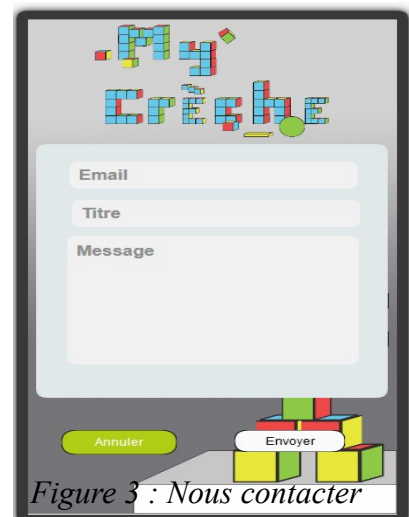 My
Crèche
Email
Titre
Message
Annuler
Envoyer
Figure 3 : Nous contacter